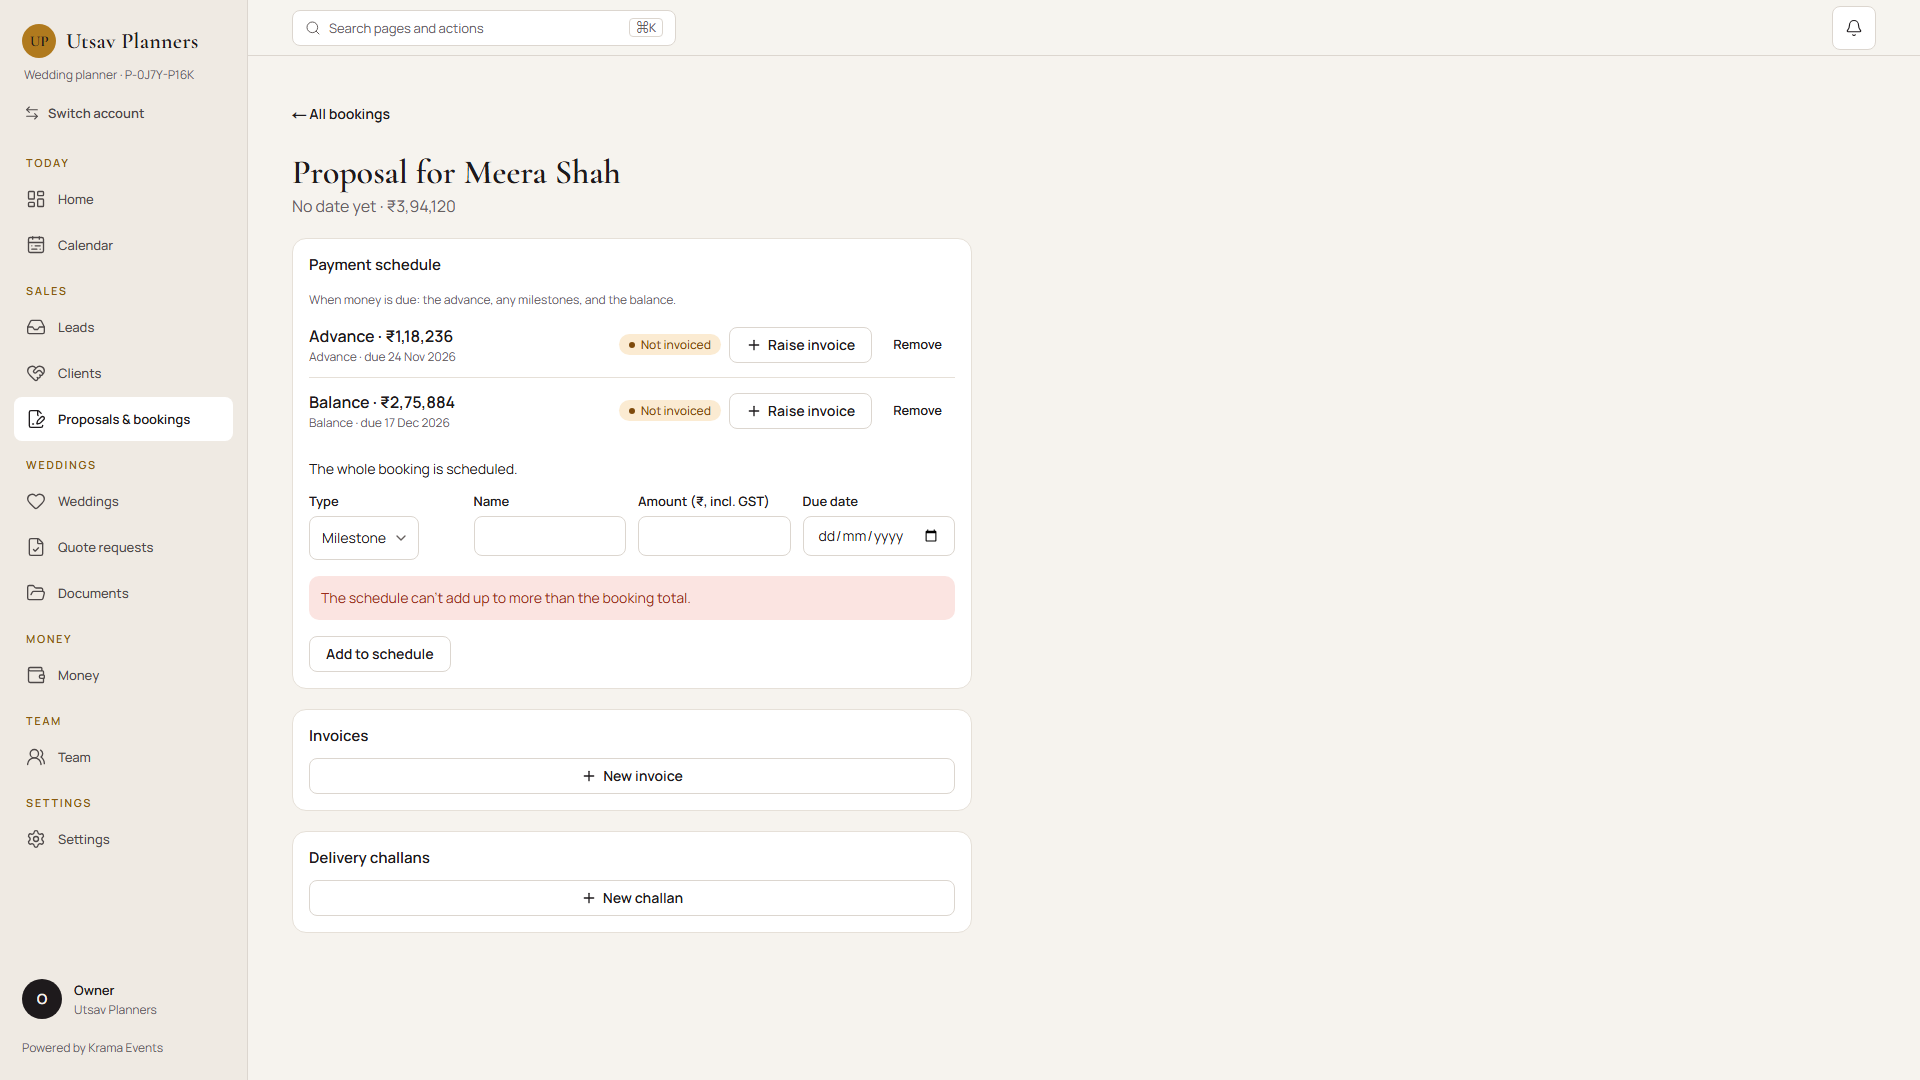 UP Utsav Planners
Wedding planner · P-0J7Y-P16K
Switch account
TODAY
Home
Calendar
SALES
Leads
Clients
Proposals & bookings
WEDDINGS
Weddings
Quote requests
Documents
MONEY
Money
TEAM
Team
SETTINGS
Settings
O Owner
Utsav Planners
Powered by Krama Events
Search pages and actions ⌘K
← All bookings
Proposal for Meera Shah
No date yet · ₹3,94,120
Payment schedule
When money is due: the advance, any milestones, and the balance.
Advance · ₹1,18,236
Advance · due 24 Nov 2026
Not invoiced + Raise invoice Remove
Balance · ₹2,75,884
Balance · due 17 Dec 2026
Not invoiced + Raise invoice Remove
The whole booking is scheduled.
Type Name Amount (₹, incl. GST) Due date
Milestone dd/mm/yyyy
The schedule can't add up to more than the booking total.
Add to schedule
Invoices
+ New invoice
Delivery challans
+ New challan